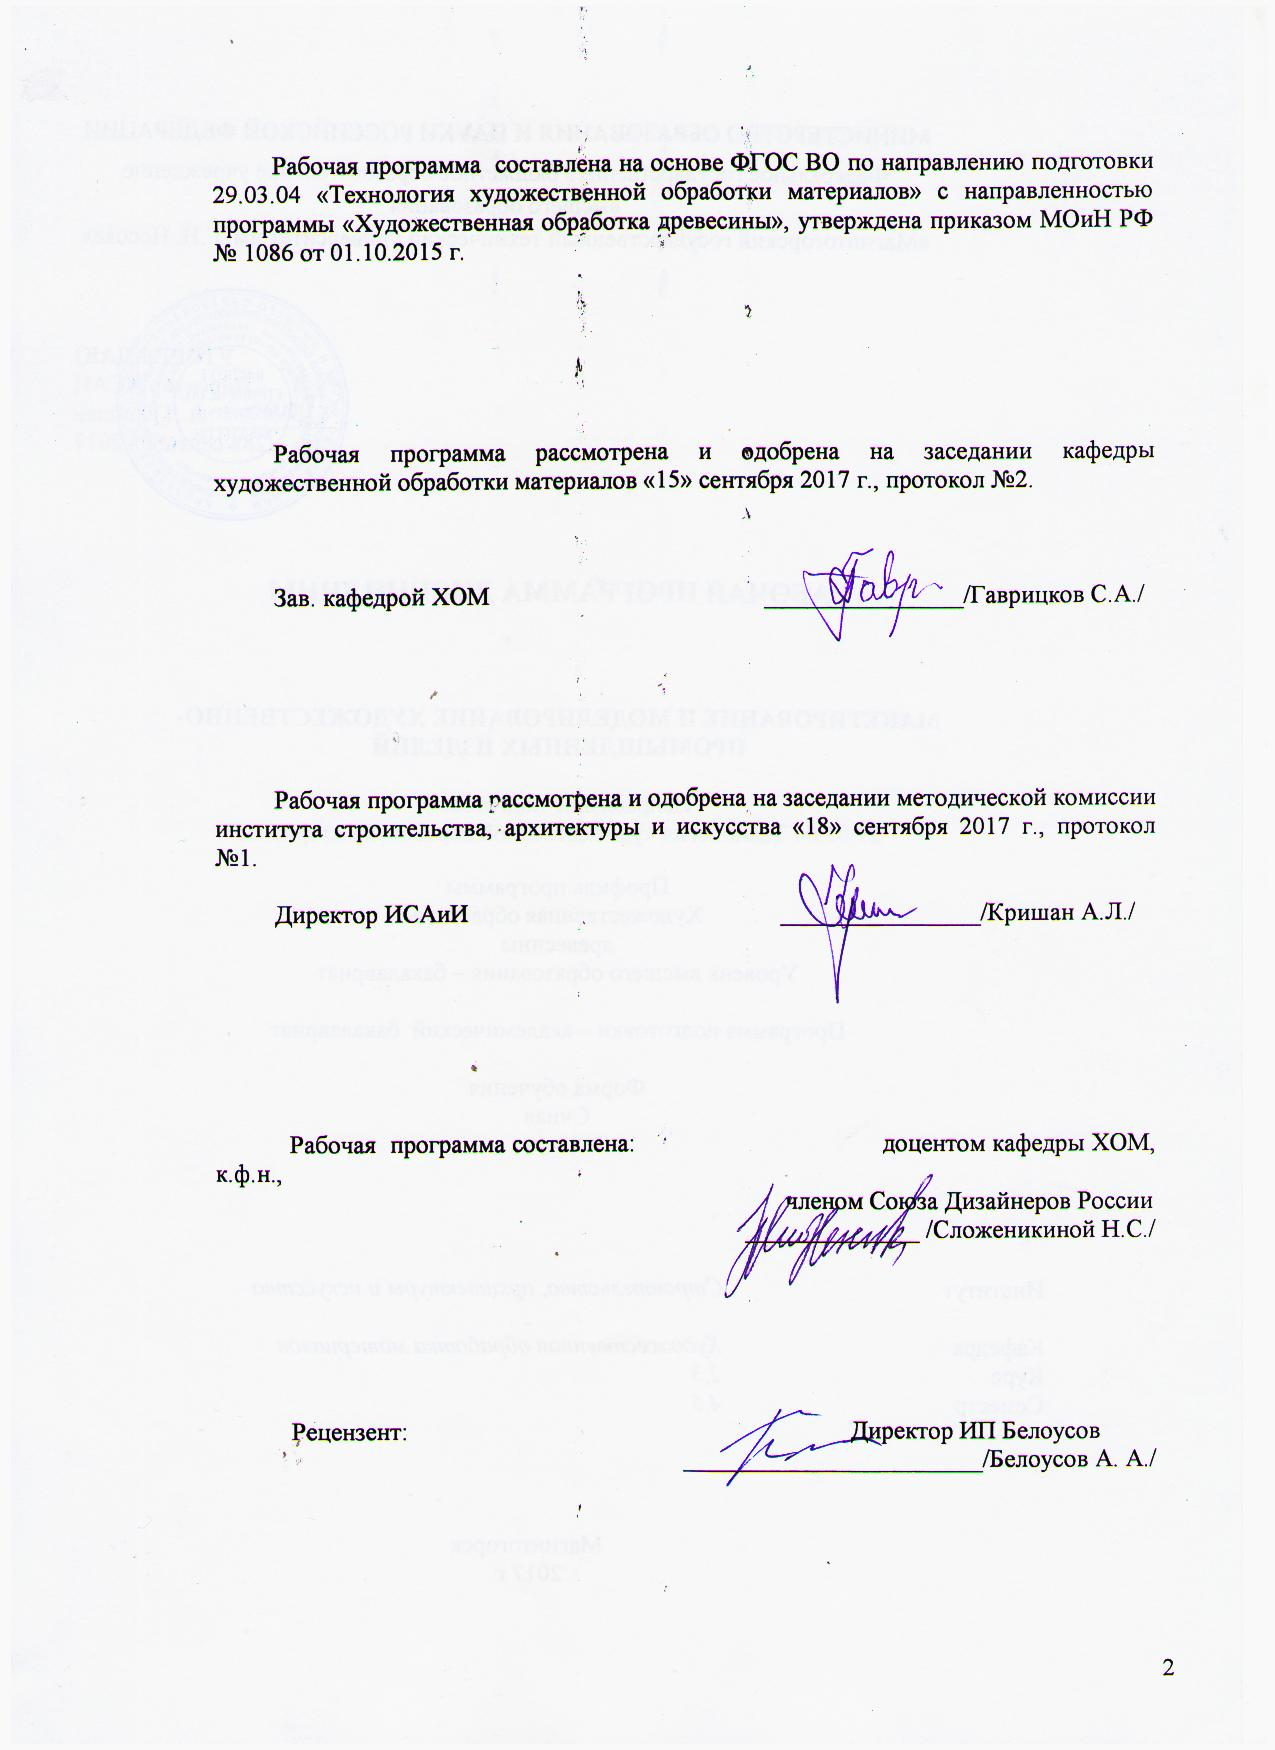 Рабочая программа составлена на основе ФГОС ВО по направлению подготовки
29.03.04 «Технология художественной обработки материалов» с направленностью
программы «Художественная обработка древесины», утверждена приказом МОиН РФ
№ 1086 от 01.10.2015 г.
Рабочая программа рассмотрена и одобрена на заседании кафедры
художественной обработки материалов «15» сентября 2017 г., протокол №2.
Зав. кафедрой ХОМ /Гаврицков С.А./
Рабочая программа рассмотрена и одобрена на заседании методической комиссии
института строительства, архитектуры и искусства «18» сентября 2017 г., протокол
№1.
Директор ИСАиИ /Кришан А.Л./
Рабочая программа составлена: доцентом кафедры ХОМ,
к.ф.н.,
членом Союза Дизайнеров России
/Сложеникиной Н.С./
Рецензент: Директор ИП Белоусов
/Белоусов А. А./
2